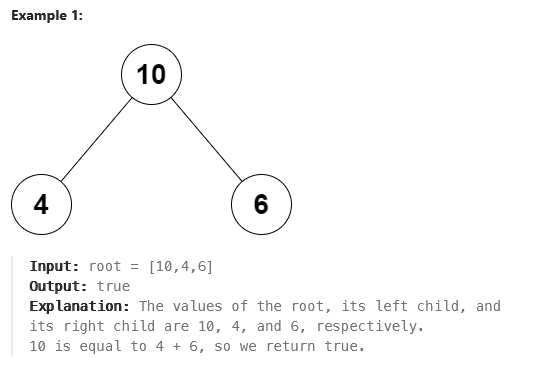 Example 1:
10
4
6
Input: root = [10,4,6]
Output: true
Explanation: The values of the root, its left child, and
its right child are 10, 4, and 6, respectively.
10 is equal to 4 + 6, so we return true.